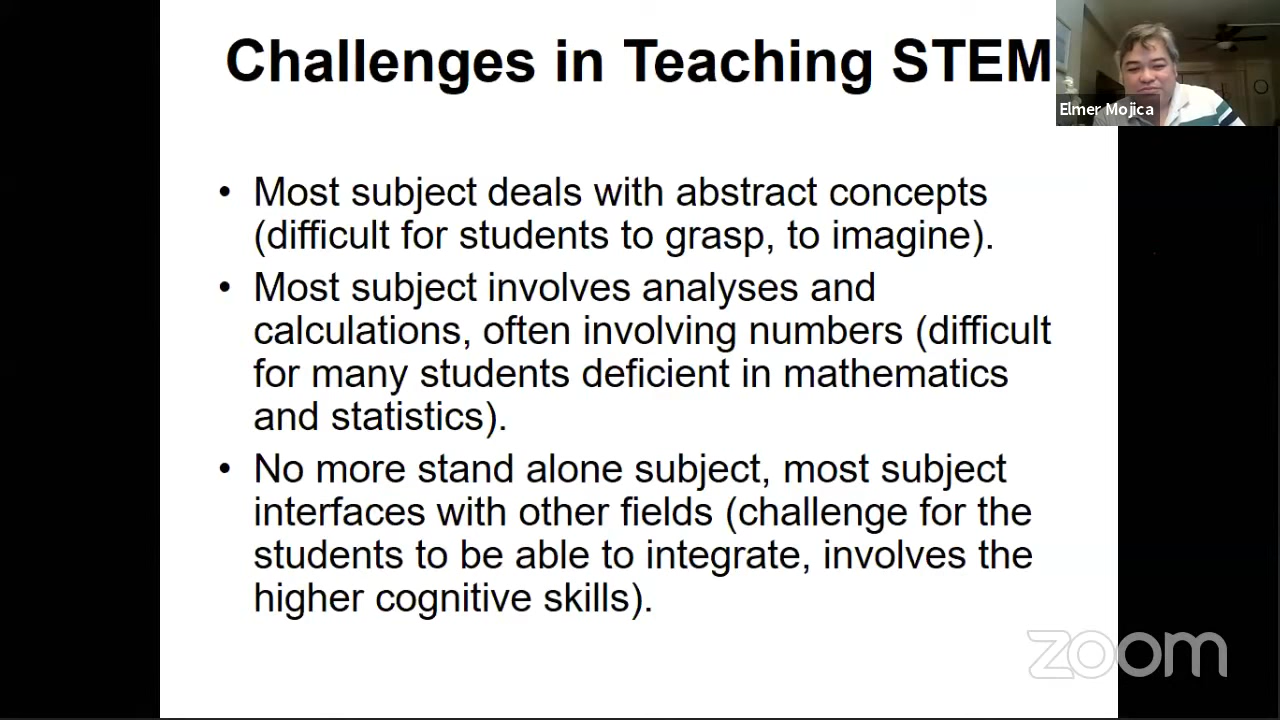 Challenges in Teaching STEM
Elmer Mojica
• Most subject deals with abstract concepts
(difficult for students to grasp, to imagine).
• Most subject involves analyses and
calculations, often involving numbers (difficult
for many students deficient in mathematics
and statistics).
• No more stand alone subject, most subject
interfaces with other fields (challenge for the
students to be able to integrate, involves the
higher cognitive skills).
zoom